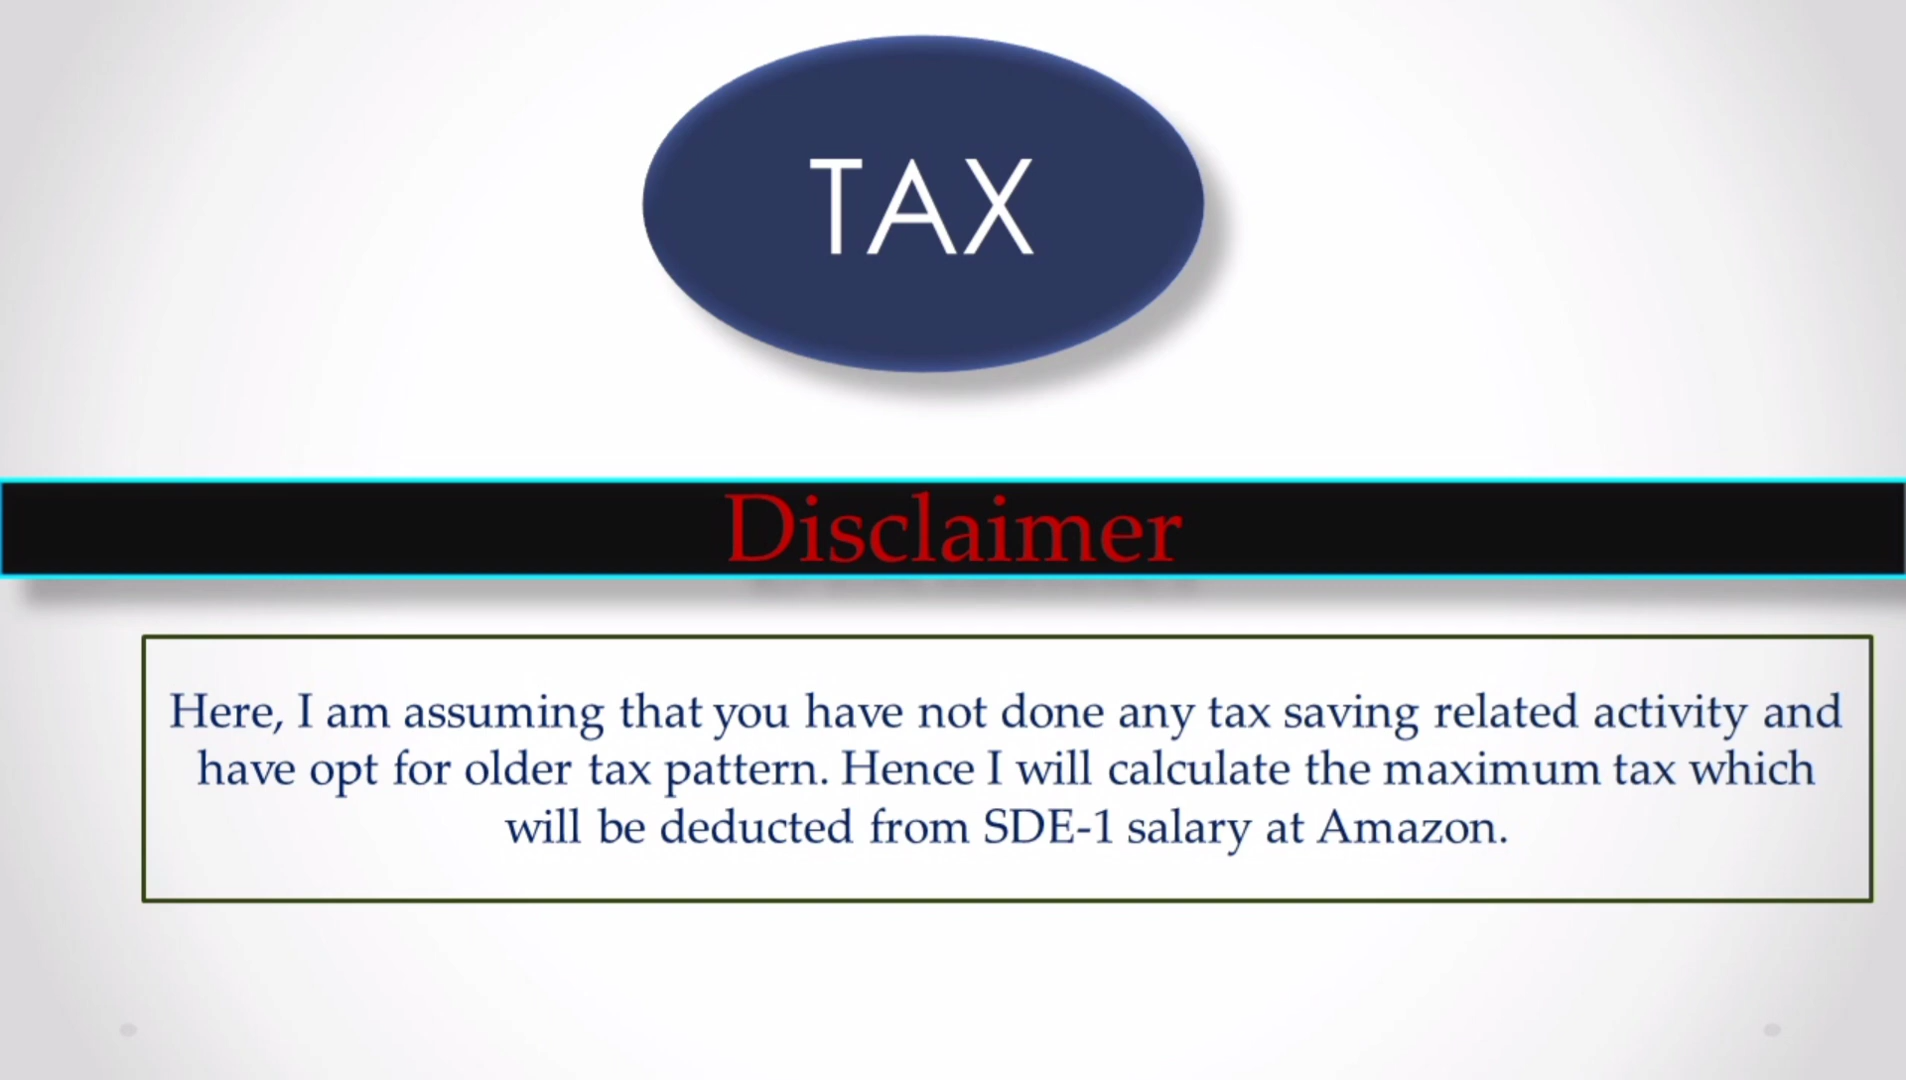 TAX
Disclaimer
Here, I am assuming that you have not done any tax saving related activity and
have opt for older tax pattern. Hence I will calculate the maximum tax which
will be deducted from SDE-1 salary at Amazon.